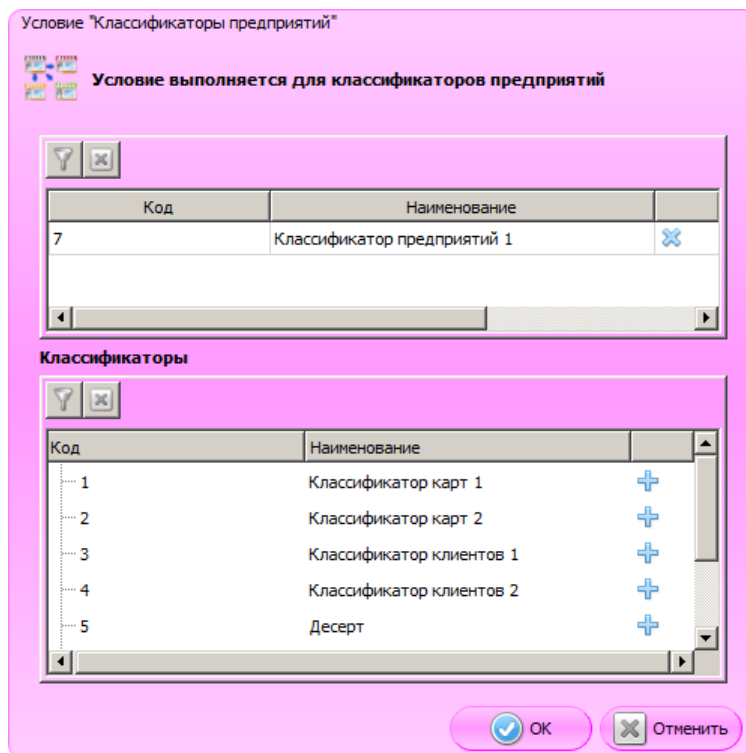 Условие "Классификаторы предприятий"
Условие выполняется для классификаторов предприятий
Код Наименование
7 Классификатор предприятий 1
Классификаторы
Код Наименование
1 Классификатор карт 1
2 Классификатор карт 2
3 Классификатор клиентов 1
4 Классификатор клиентов 2
5 Десерт
ОК Отменить